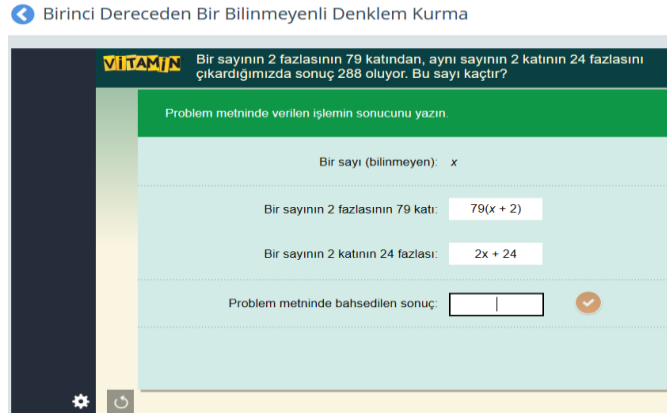 Birinci Dereceden Bir Bilinmeyenli Denklem Kurma
VİTAMİN
Bir sayının 2 fazlasının 79 katından, aynı sayının 2 katının 24 fazlasını
çıkardığımızda sonuç 288 oluyor. Bu sayı kaçtır?
Problem metninde verilen işlemin sonucunu yazın.
Bir sayı (bilinmeyen): x
Bir sayının 2 fazlasının 79 katı: 79(x + 2)
Bir sayının 2 katının 24 fazlası: 2x + 24
Problem metninde bahsedilen sonuç: